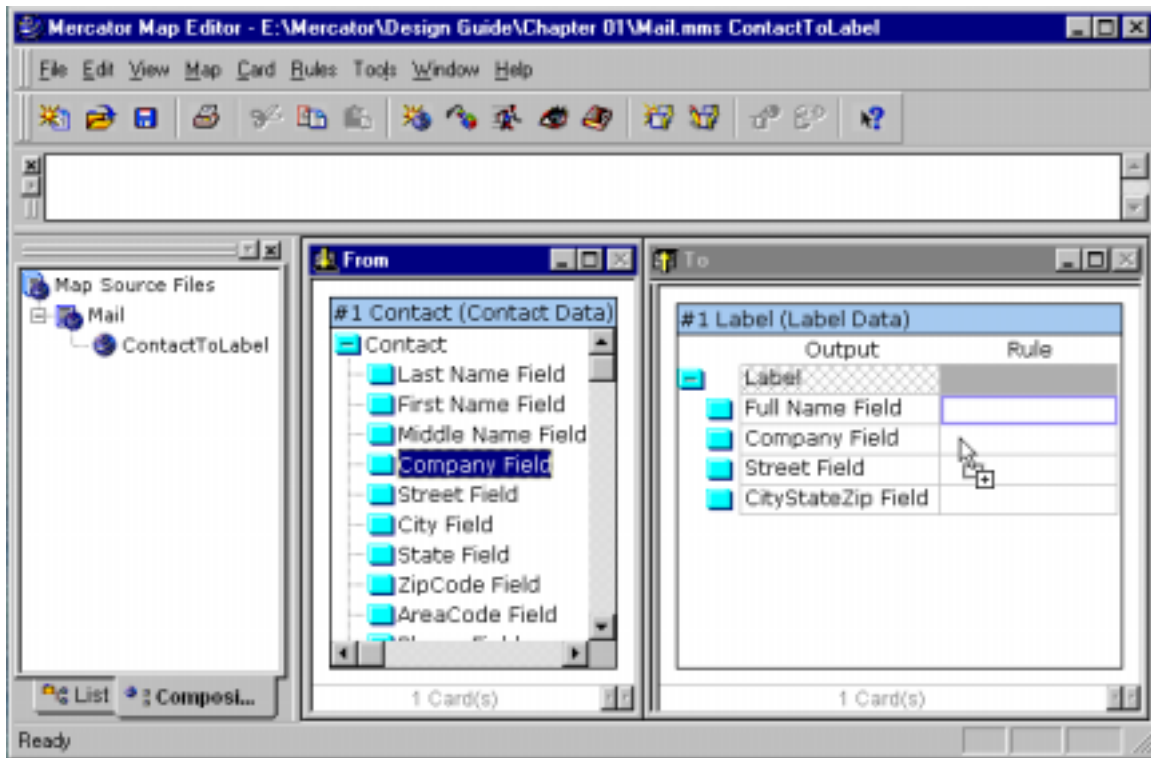 Mercator Map Editor - E:\Mercator\Design Guide\Chapter 01\Mail.mms ContactToLabel
File Edit View Map Card Rules Tools Window Help
Map Source Files
Mail
ContactToLabel
List
Composi...
From
#1 Contact (Contact Data)
Contact
Last Name Field
First Name Field
Middle Name Field
Company Field
Street Field
City Field
State Field
ZipCode Field
AreaCode Field
1 Card(s)
To
#1 Label (Label Data)
Output Rule
Label
Full Name Field
Company Field
Street Field
CityStateZip Field
1 Card(s)
Ready